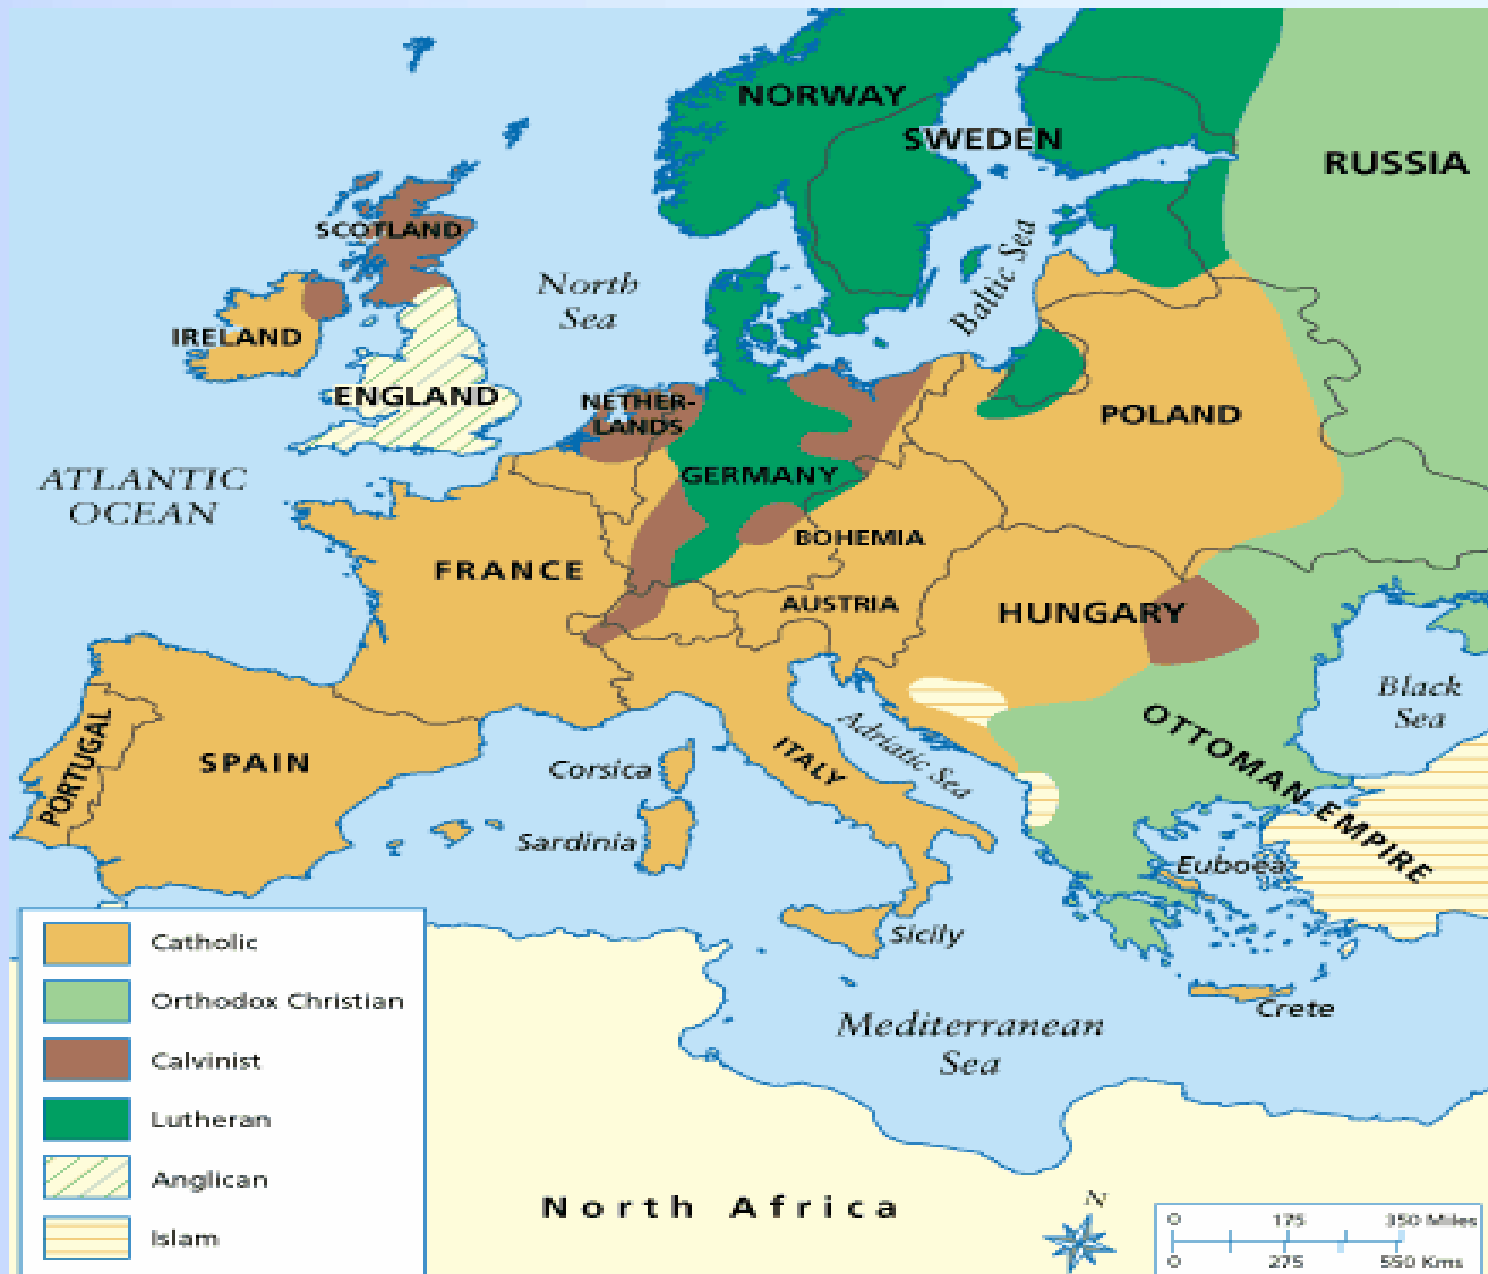 NORWAY
SWEDEN
RUSSIA
SCOTLAND
North
Sea
Baltic Sea
IRELAND
ENGLAND
NETHER-
LANDS
POLAND
ATLANTIC
OCEAN
GERMANY
BOHEMIA
FRANCE
AUSTRIA
HUNGARY
Black
Sea
PORTUGAL
SPAIN
Corsica
ITALY
Adriatic Sea
OTTOMAN EMPIRE
Sardinia
Euboea
Sicily
Crete
Mediterranean
Sea
Catholic
Orthodox Christian
Calvinist
Lutheran
Anglican
Islam
North Africa
N
0 175 350 Miles
0 275 550 Kms